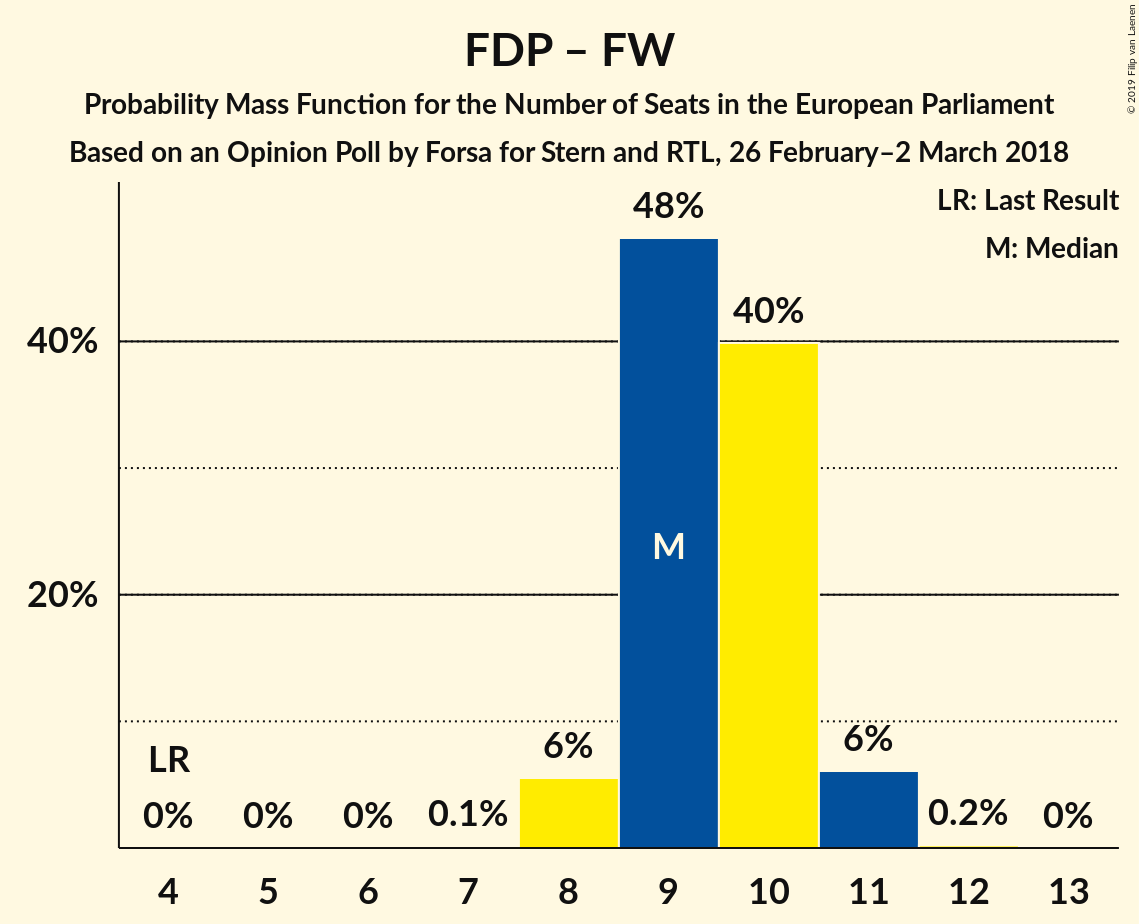 FDP – FW
Probability Mass Function for the Number of Seats in the European Parliament
Based on an Opinion Poll by Forsa for Stern and RTL, 26 February–2 March 2018
© 2019 Filip van Laenen
LR: Last Result
M: Median
48%
40%
40%
M
20%
LR
0%
0%
0%
0.1%
6%
6%
0.2%
0%
4
5
6
7
8
9
10
11
12
13